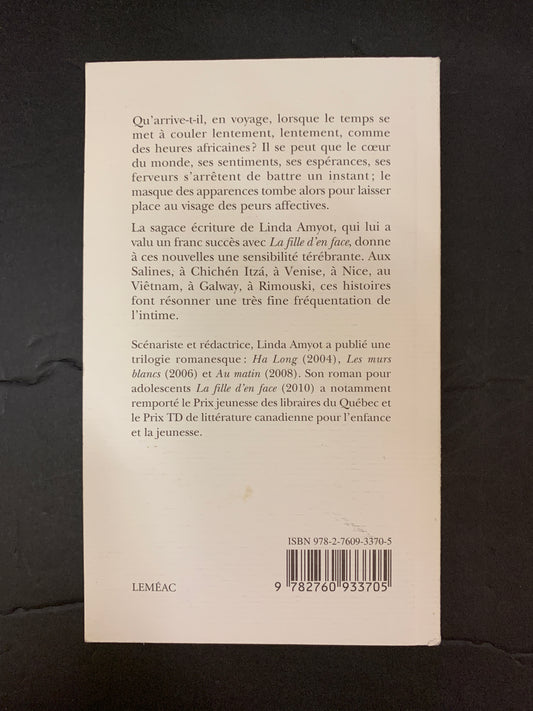 Qu'arrive-t-il, en voyage, lorsque le temps se
met à couler lentement, lentement, comme
des heures africaines ? Il se peut que le cœur
du monde, ses sentiments, ses espérances, ses
ferveurs s'arrêtent de battre un instant ; le
masque des apparences tombe alors pour laisser
place au visage des peurs affectives.
La sagace écriture de Linda Amyot, qui lui a
valu un franc succès avec La fille d'en face, donne
à ces nouvelles une sensibilité térébrante. Aux
Salines, à Chichén Itzá, à Venise, à Nice, au
Viêtnam, à Galway, à Rimouski, ces histoires
font résonner une très fine fréquentation de
l'intime.
Scénariste et rédactrice, Linda Amyot a publié une
trilogie romanesque : Ha Long (2004), Les murs
blancs (2006) et Au matin (2008). Son roman pour
adolescents La fille d'en face (2010) a notamment
remporté le Prix jeunesse des libraires du Québec et
le Prix TD de littérature canadienne pour l'enfance
et la jeunesse.
ISBN 978-2-7609-3370-5
LEMÉAC
9 782760 933705